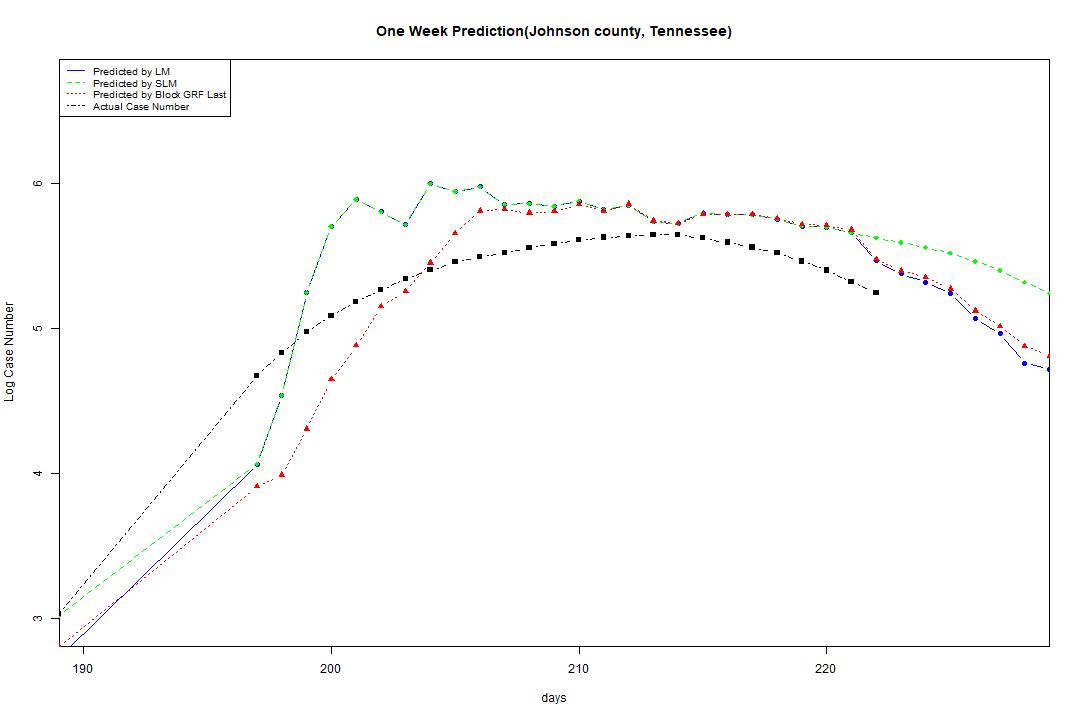 One Week Prediction(Johnson county, Tennessee)
Predicted by LM
Predicted by SLM
Predicted by Block GRF Last
Actual Case Number
6
5
4
3
Log Case Number
190 200 210 220
days